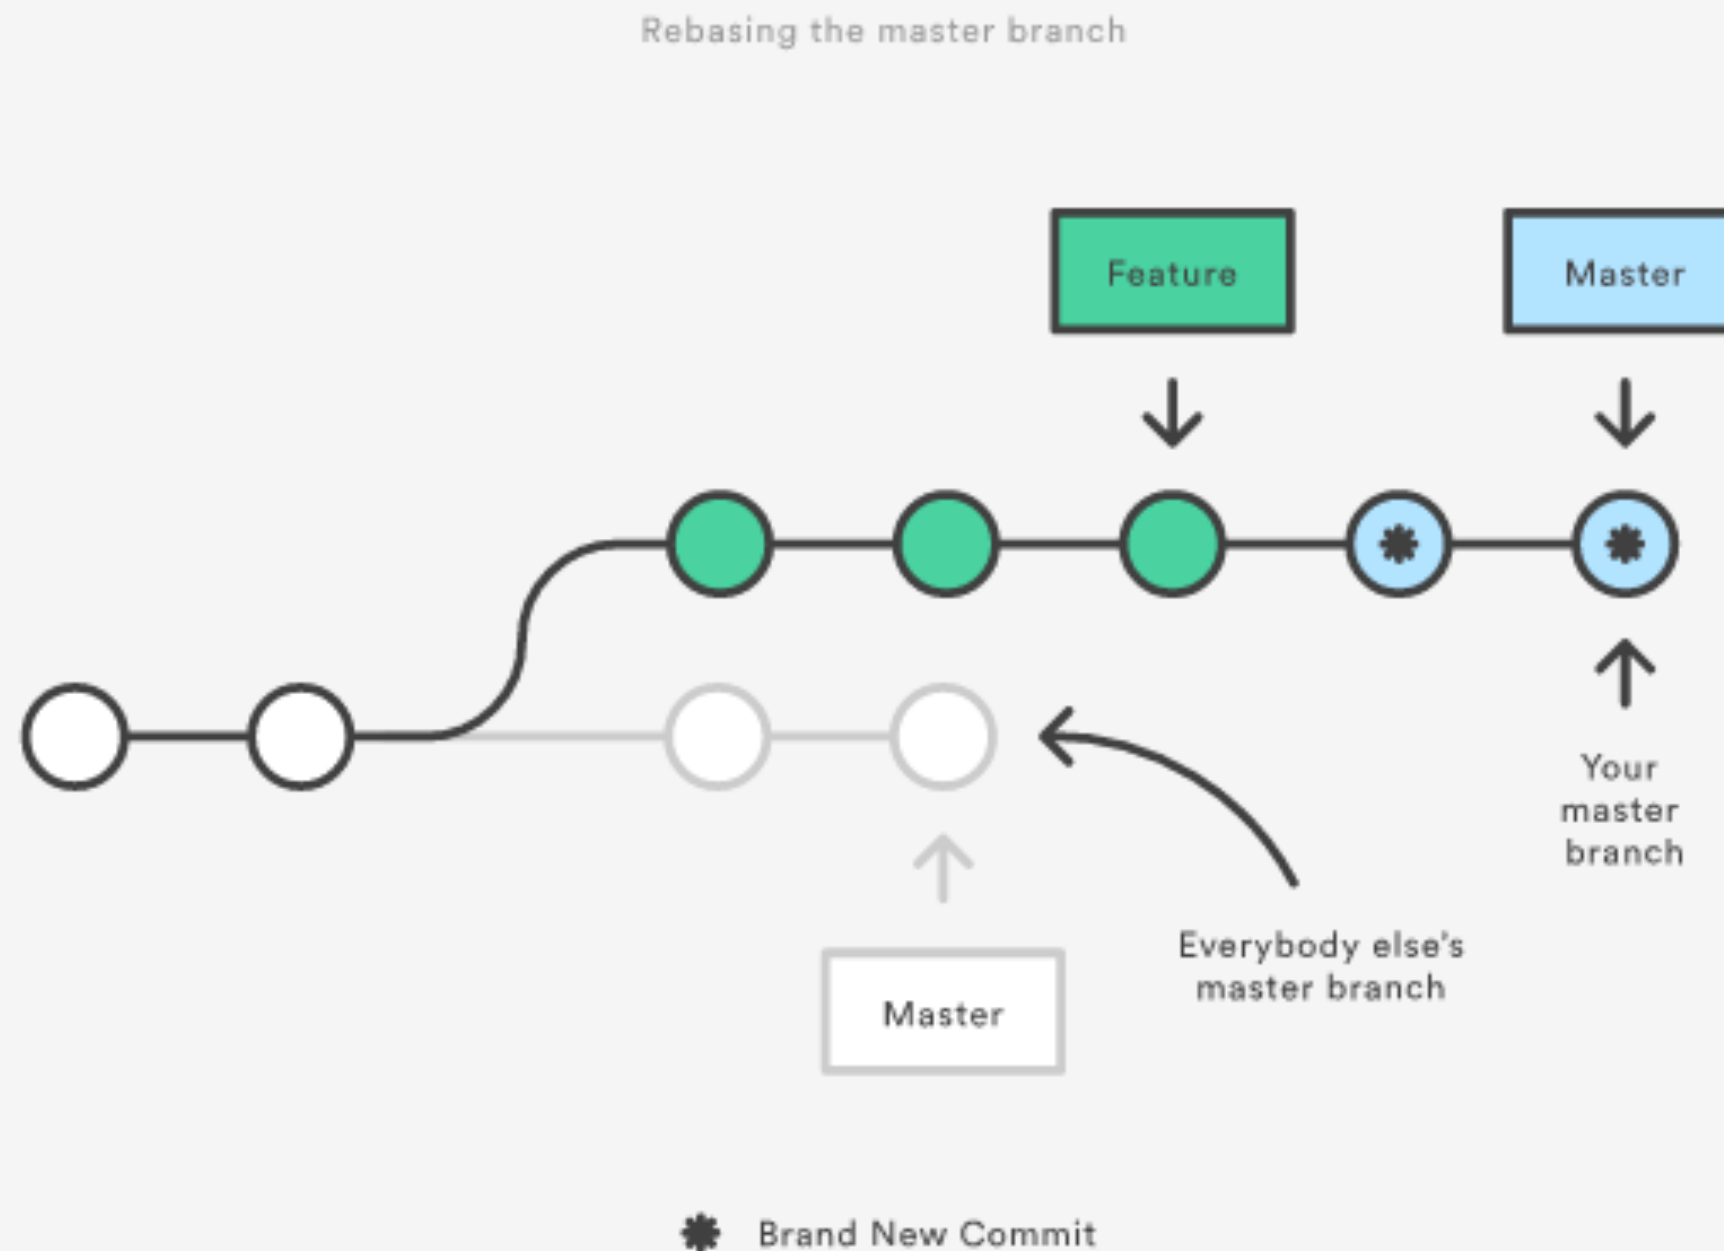 Rebasing the master branch
Feature
Master
Your
master
branch
Everybody else's
master branch
Master
Brand New Commit